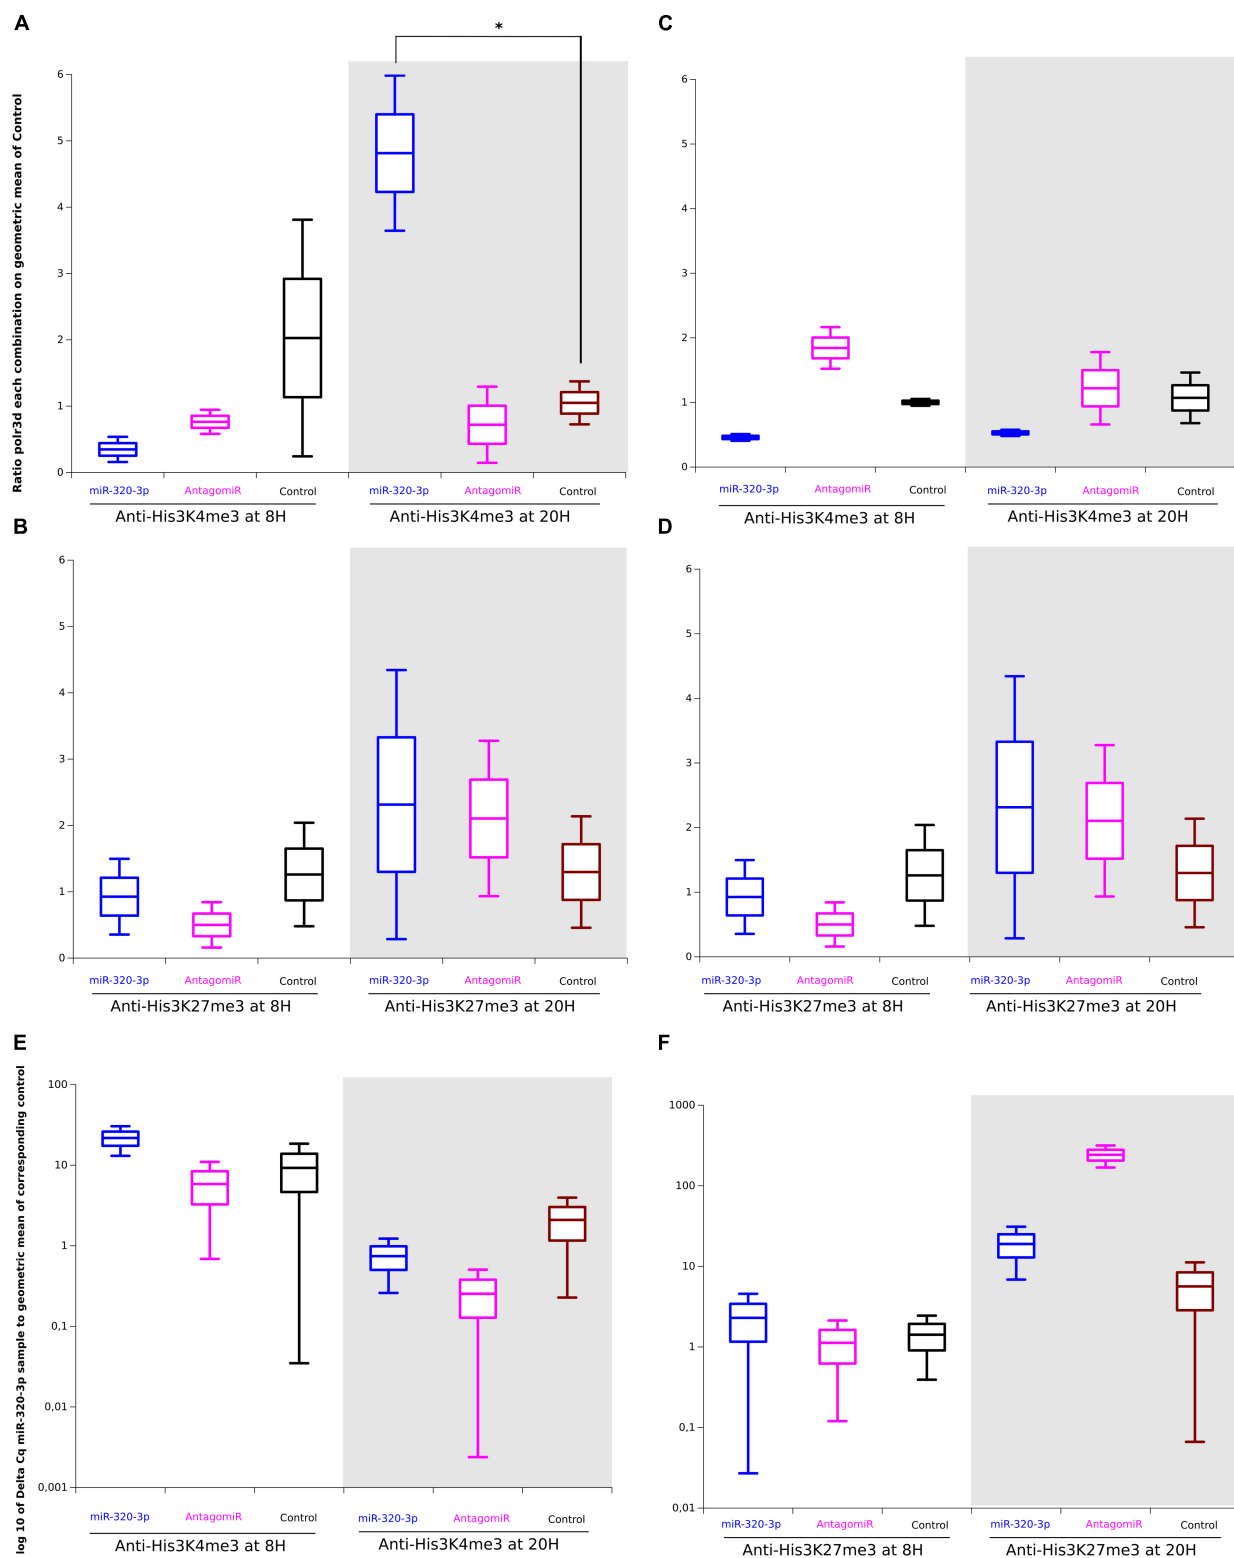 A
*
Ratio polr3d each combination on geometric mean of Control
6
5
4
3
2
1
0
miR-320-3p AntagomiR Control miR-320-3p AntagomiR Control
Anti-His3K4me3 at 8H Anti-His3K4me3 at 20H
C
6
5
4
3
2
1
0
miR-320-3p AntagomiR Control miR-320-3p AntagomiR Control
Anti-His3K4me3 at 8H Anti-His3K4me3 at 20H
B
6
5
4
3
2
1
0
miR-320-3p AntagomiR Control miR-320-3p AntagomiR Control
Anti-His3K27me3 at 8H Anti-His3K27me3 at 20H
D
6
5
4
3
2
1
0
miR-320-3p AntagomiR Control miR-320-3p AntagomiR Control
Anti-His3K27me3 at 8H Anti-His3K27me3 at 20H
E
log 10 of Delta Cq miR-320-3p sample to geometric mean of corresponding control
100
10
1
0,1
0,01
0,001
miR-320-3p AntagomiR Control miR-320-3p AntagomiR Control
Anti-His3K4me3 at 8H Anti-His3K4me3 at 20H
F
1000
100
10
1
0,1
0,01
miR-320-3p AntagomiR Control miR-320-3p AntagomiR Control
Anti-His3K27me3 at 8H Anti-His3K27me3 at 20H